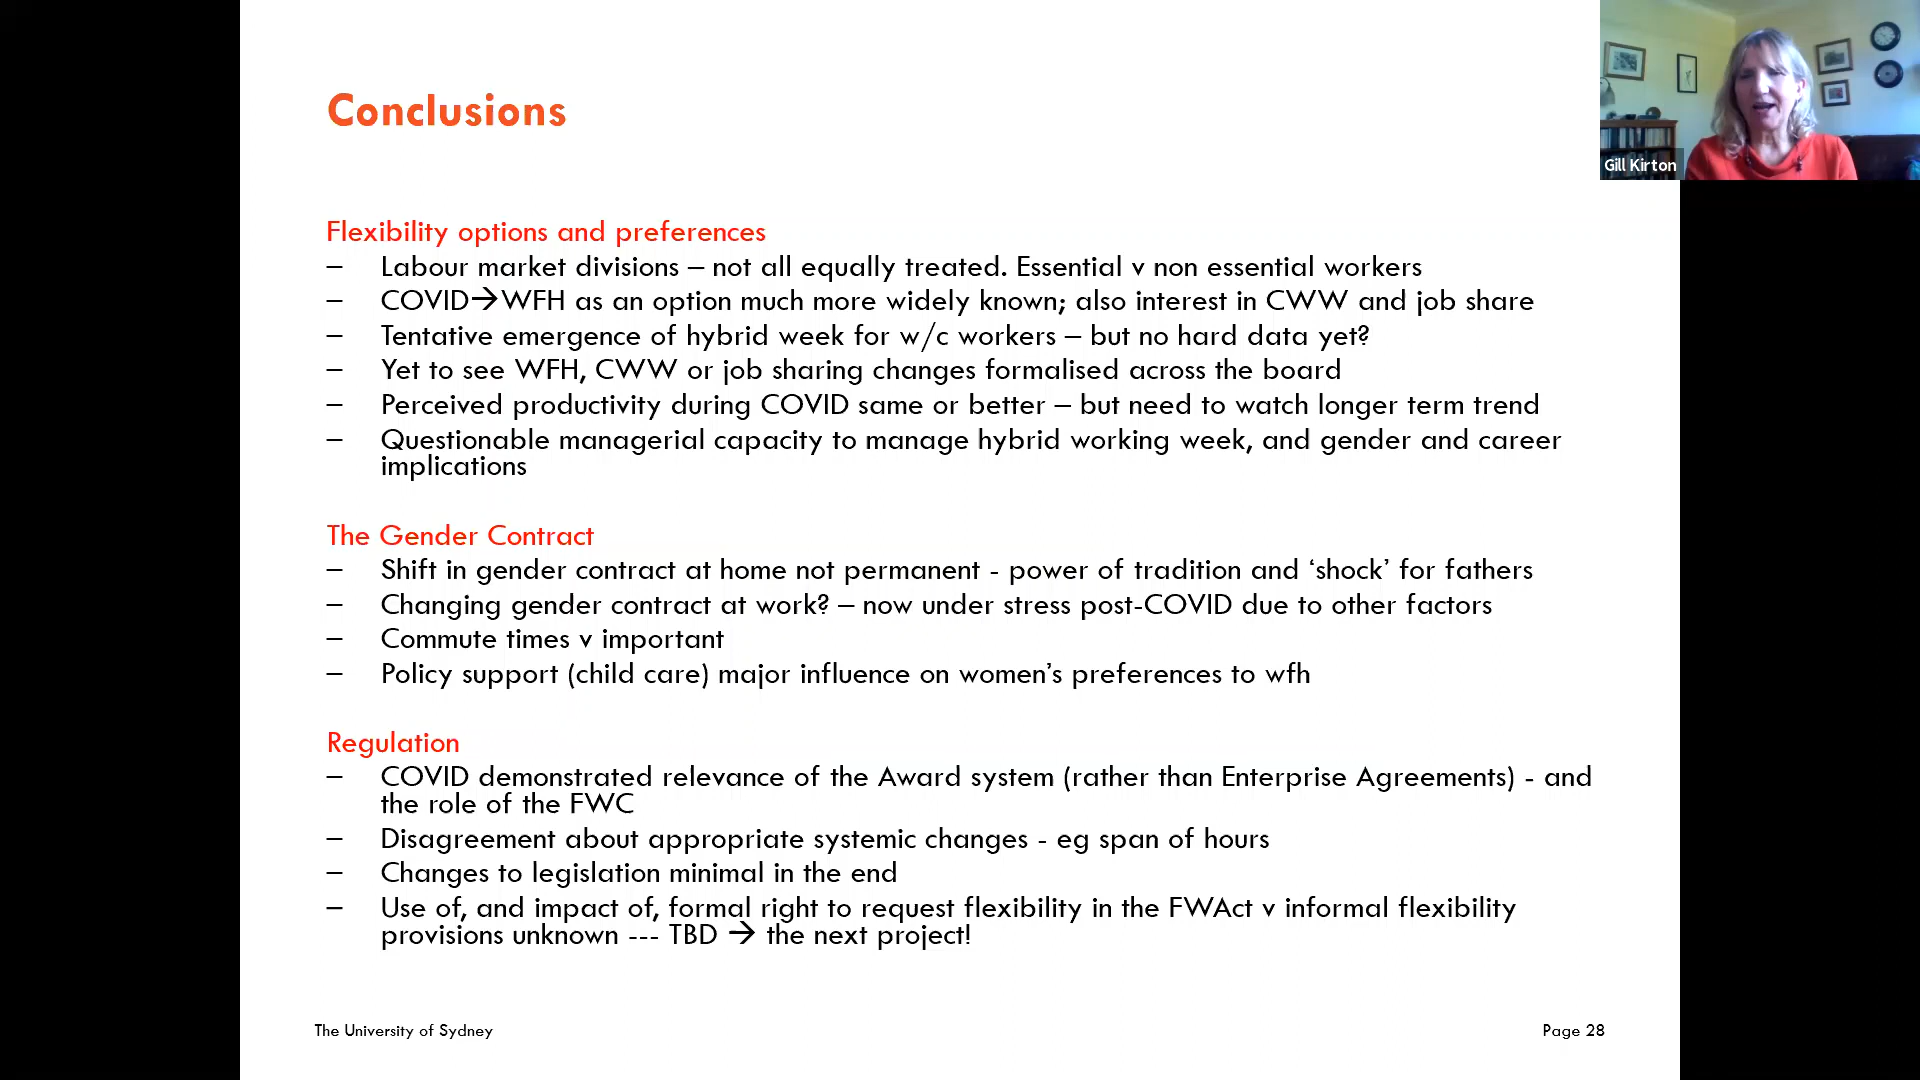 Conclusions
Gill Kirton
Flexibility options and preferences
– Labour market divisions – not all equally treated. Essential v non essential workers
– COVID→WFH as an option much more widely known; also interest in CWW and job share
– Tentative emergence of hybrid week for w/c workers – but no hard data yet?
– Yet to see WFH, CWW or job sharing changes formalised across the board
– Perceived productivity during COVID same or better – but need to watch longer term trend
– Questionable managerial capacity to manage hybrid working week, and gender and career
implications
The Gender Contract
– Shift in gender contract at home not permanent - power of tradition and ‘shock’ for fathers
– Changing gender contract at work? – now under stress post-COVID due to other factors
– Commute times v important
– Policy support (child care) major influence on women’s preferences to wfh
Regulation
– COVID demonstrated relevance of the Award system (rather than Enterprise Agreements) - and
the role of the FWC
– Disagreement about appropriate systemic changes - eg span of hours
– Changes to legislation minimal in the end
– Use of, and impact of, formal right to request flexibility in the FWAct v informal flexibility
provisions unknown --- TBD → the next project!
The University of Sydney
Page 28